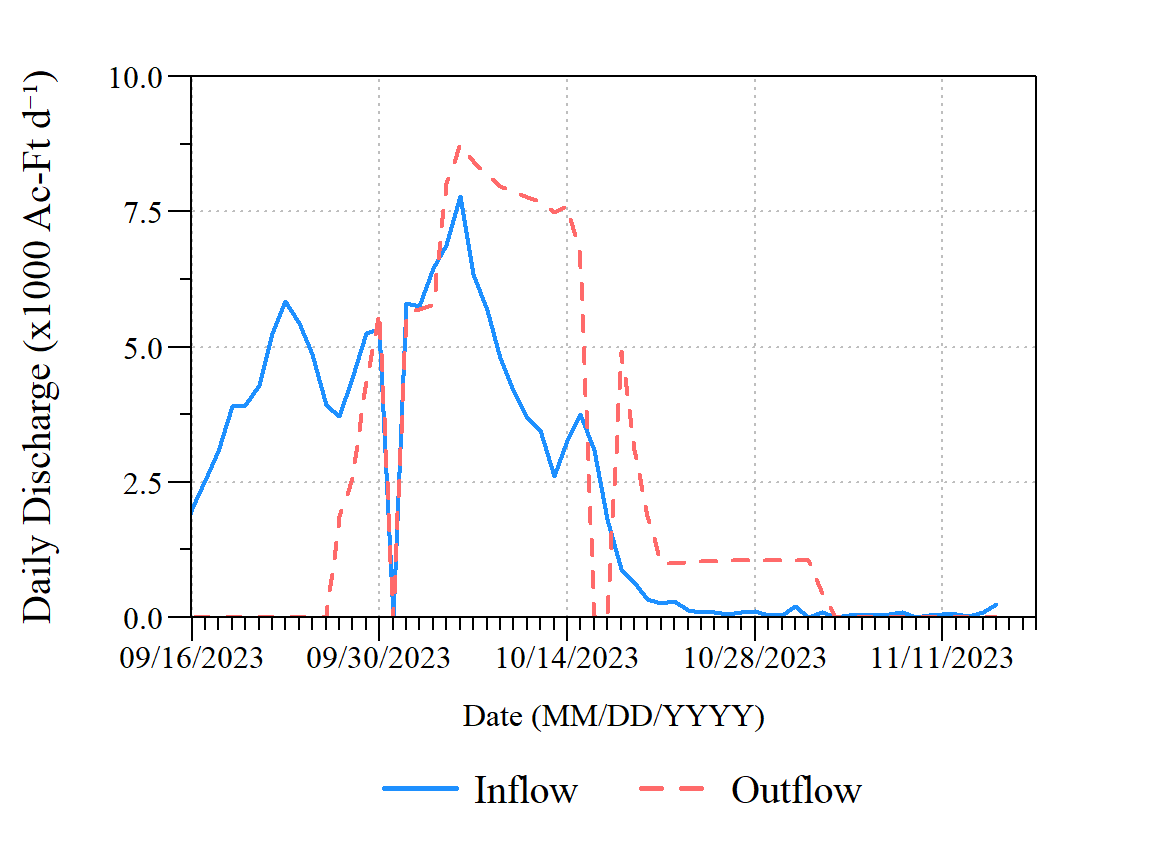 Daily Discharge (x1000 Ac-Ft d⁻¹)
10.0
7.5
5.0
2.5
0.0
09/16/2023 09/30/2023 10/14/2023 10/28/2023 11/11/2023
Date (MM/DD/YYYY)
Inflow Outflow